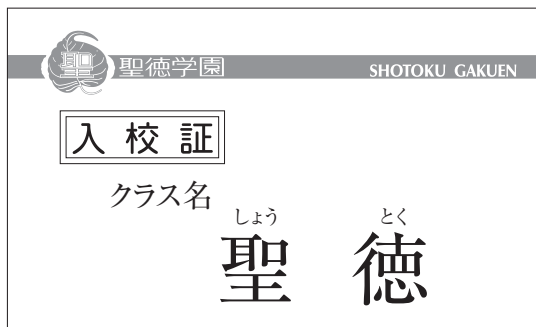 聖 聖徳学園 SHOTOKU GAKUEN
入校証
クラス名
しょう とく
聖 徳